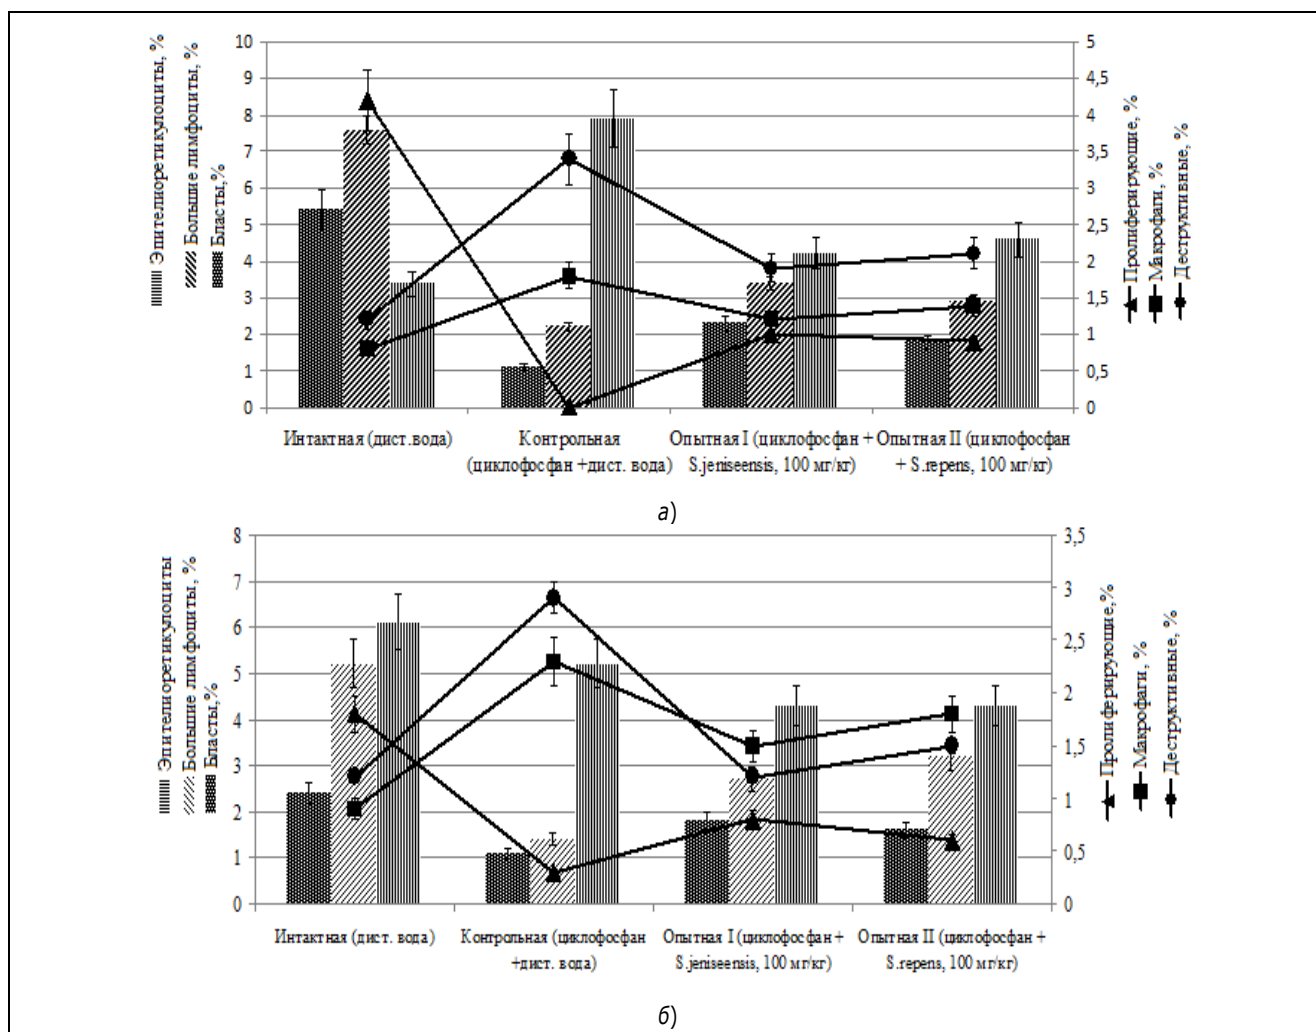 Эпителиоретикулоциты, %
Большие лимфоциты, %
Бласты,%
10
9
8
7
6
5
4
3
2
1
0
5
4,5
4
3,5
3
2,5
2
1,5
1
0,5
0
Пролиферирующие, %
Макрофаги, %
Деструктивные, %
Интактная (дист.вода)
Контрольная
(циклофосфан +дист. вода)
Опытная I (циклофосфан +
S.jeniseensis, 100 мг/кг)
Опытная II (циклофосфан
+ S.repens, 100 мг/кг)
а)
Эпителиоретикулоциты
Большие лимфоциты, %
Бласты,%
8
7
6
5
4
3
2
1
0
3,5
3
2,5
2
1,5
1
0,5
0
Пролиферирующие,%
Макрофаги, %
Деструктивные, %
Интактная (дист. вода)
Контрольная (циклофосфан
+дист. вода)
Опытная I (циклофосфан +
S.jeniseensis, 100 мг/кг)
Опытная II (циклофосфан +
S.repens, 100 мг/кг)
б)